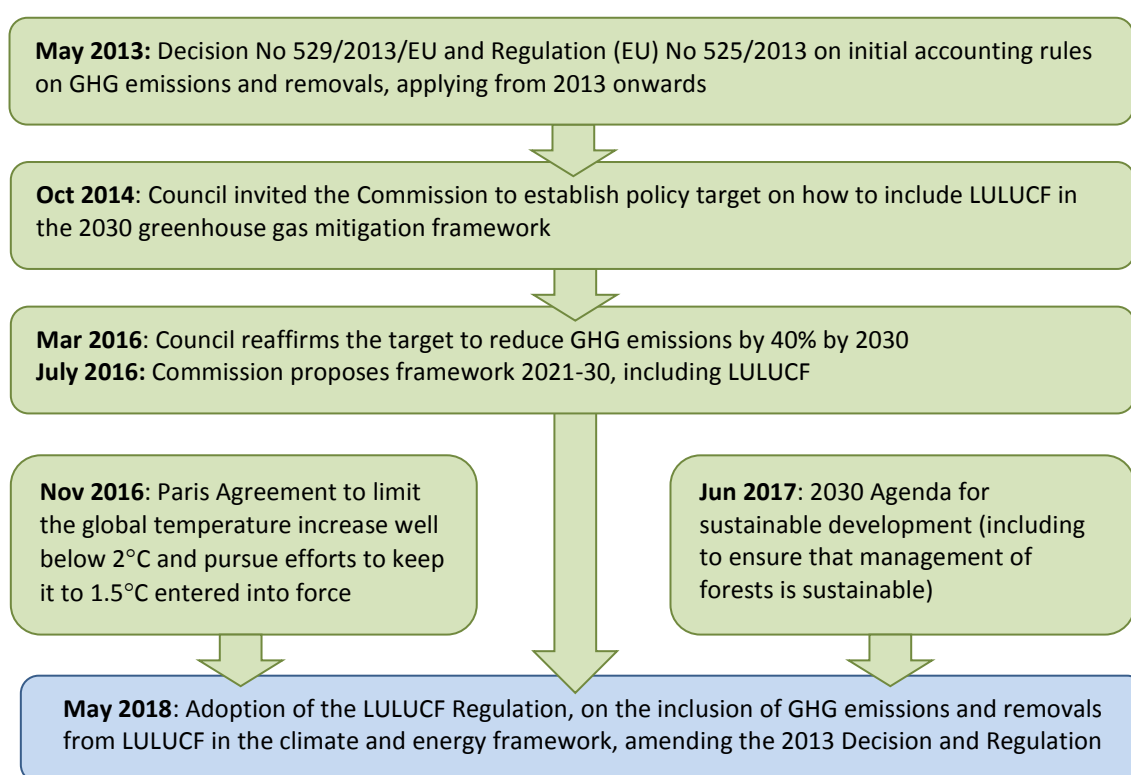 May 2013: Decision No 529/2013/EU and Regulation (EU) No 525/2013 on initial accounting rules
on GHG emissions and removals, applying from 2013 onwards
Oct 2014: Council invited the Commission to establish policy target on how to include LULUCF in
the 2030 greenhouse gas mitigation framework
Mar 2016: Council reaffirms the target to reduce GHG emissions by 40% by 2030
July 2016: Commission proposes framework 2021-30, including LULUCF
Nov 2016: Paris Agreement to limit
the global temperature increase well
below 2°C and pursue efforts to keep
it to 1.5°C entered into force
Jun 2017: 2030 Agenda for
sustainable development (including
to ensure that management of
forests is sustainable)
May 2018: Adoption of the LULUCF Regulation, on the inclusion of GHG emissions and removals
from LULUCF in the climate and energy framework, amending the 2013 Decision and Regulation